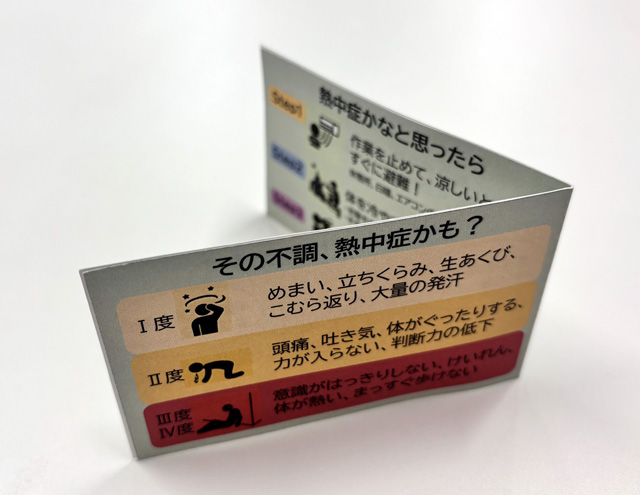 熱中症かなと思ったら
Step1
作業を止めて、涼しいと
すぐに避難！
Step2
体を冷や
その不調、熱中症かも？
Ⅰ度
めまい、立ちくらみ、生あくび、
こむら返り、大量の発汗
Ⅱ度
頭痛、吐き気、体がぐったりする、
力が入らない、判断力の低下
Ⅲ度
Ⅳ度
意識がはっきりしない、けいれん、
体が熱い、まっすぐ歩けない